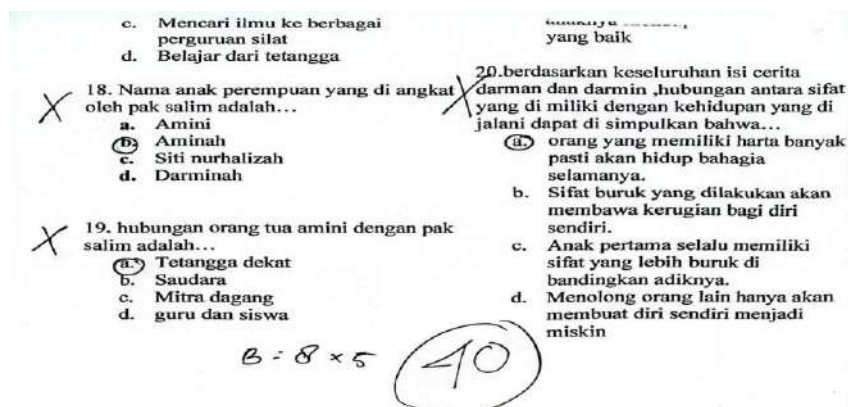 c. Mencari ilmu ke berbagai
perguruan silat
d. Belajar dari tetangga
18. Nama anak perempuan yang di angkat
oleh pak salim adalah...
a. Amini
b. Aminah
c. Siti nurhalizah
d. Darminah
19. hubungan orang tua amini dengan pak
salim adalah...
a. Tetangga dekat
b. Saudara
c. Mitra dagang
d. guru dan siswa
yang baik
20.berdasarkan keseluruhan isi cerita
darman dan darmin ,hubungan antara sifat
yang di miliki dengan kehidupan yang di
jalani dapat di simpulkan bahwa...
a. orang yang memiliki harta banyak
pasti akan hidup bahagia
selamanya.
b. Sifat buruk yang dilakukan akan
membawa kerugian bagi diri
sendiri.
c. Anak pertama selalu memiliki
sifat yang lebih buruk di
bandingkan adiknya.
d. Menolong orang lain hanya akan
membuat diri sendiri menjadi
miskin
B = 8 × 5
40